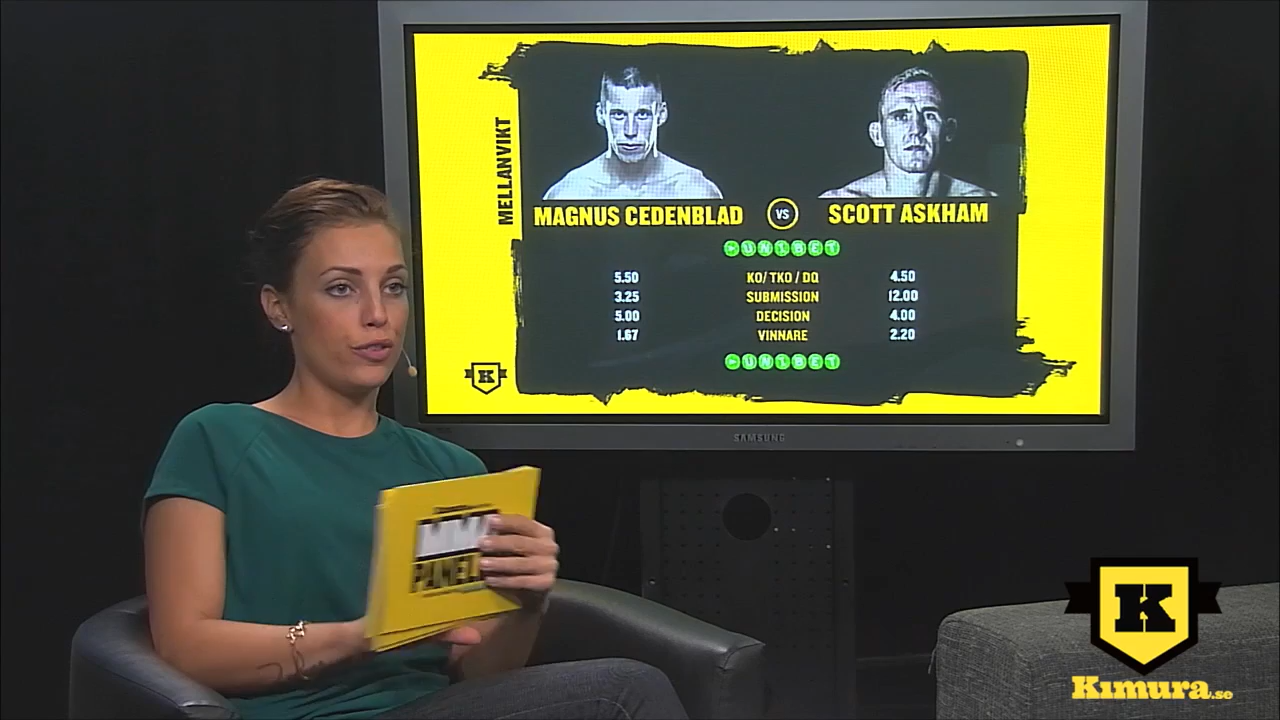 MELLANVIKT
MAGNUS CEDENBLAD VS SCOTT ASKHAM
UNIBET
5.50 KO/TKO/DQ 4.50
3.25 SUBMISSION 12.00
5.00 DECISION 4.00
1.67 VINNARE 2.20
UNIBET
K
SAMSUNG
MMA
PANEL
K
Kimura.se